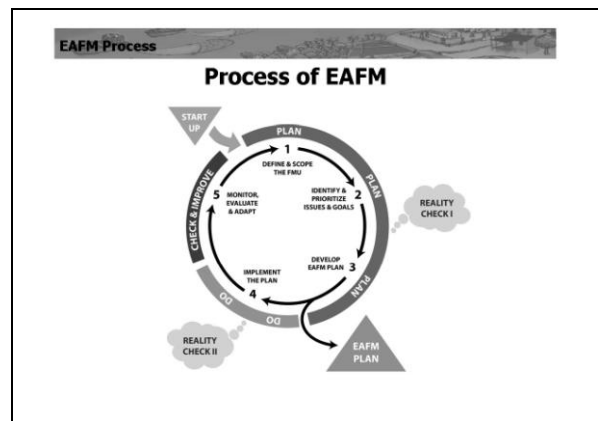 EAFM Process
Process of EAFM
START
UP
PLAN
1
DEFINE & SCOPE
THE FMU
PLAN
2
IDENTIFY &
PRIORITIZE
ISSUES & GOALS
REALITY
CHECK I
3
DEVELOP
EAFM PLAN
PLAN
EAFM
PLAN
4
IMPLEMENT
THE PLAN
DO
DO
REALITY
CHECK II
5
MONITOR,
EVALUATE
& ADAPT
CHECK & IMPROVE